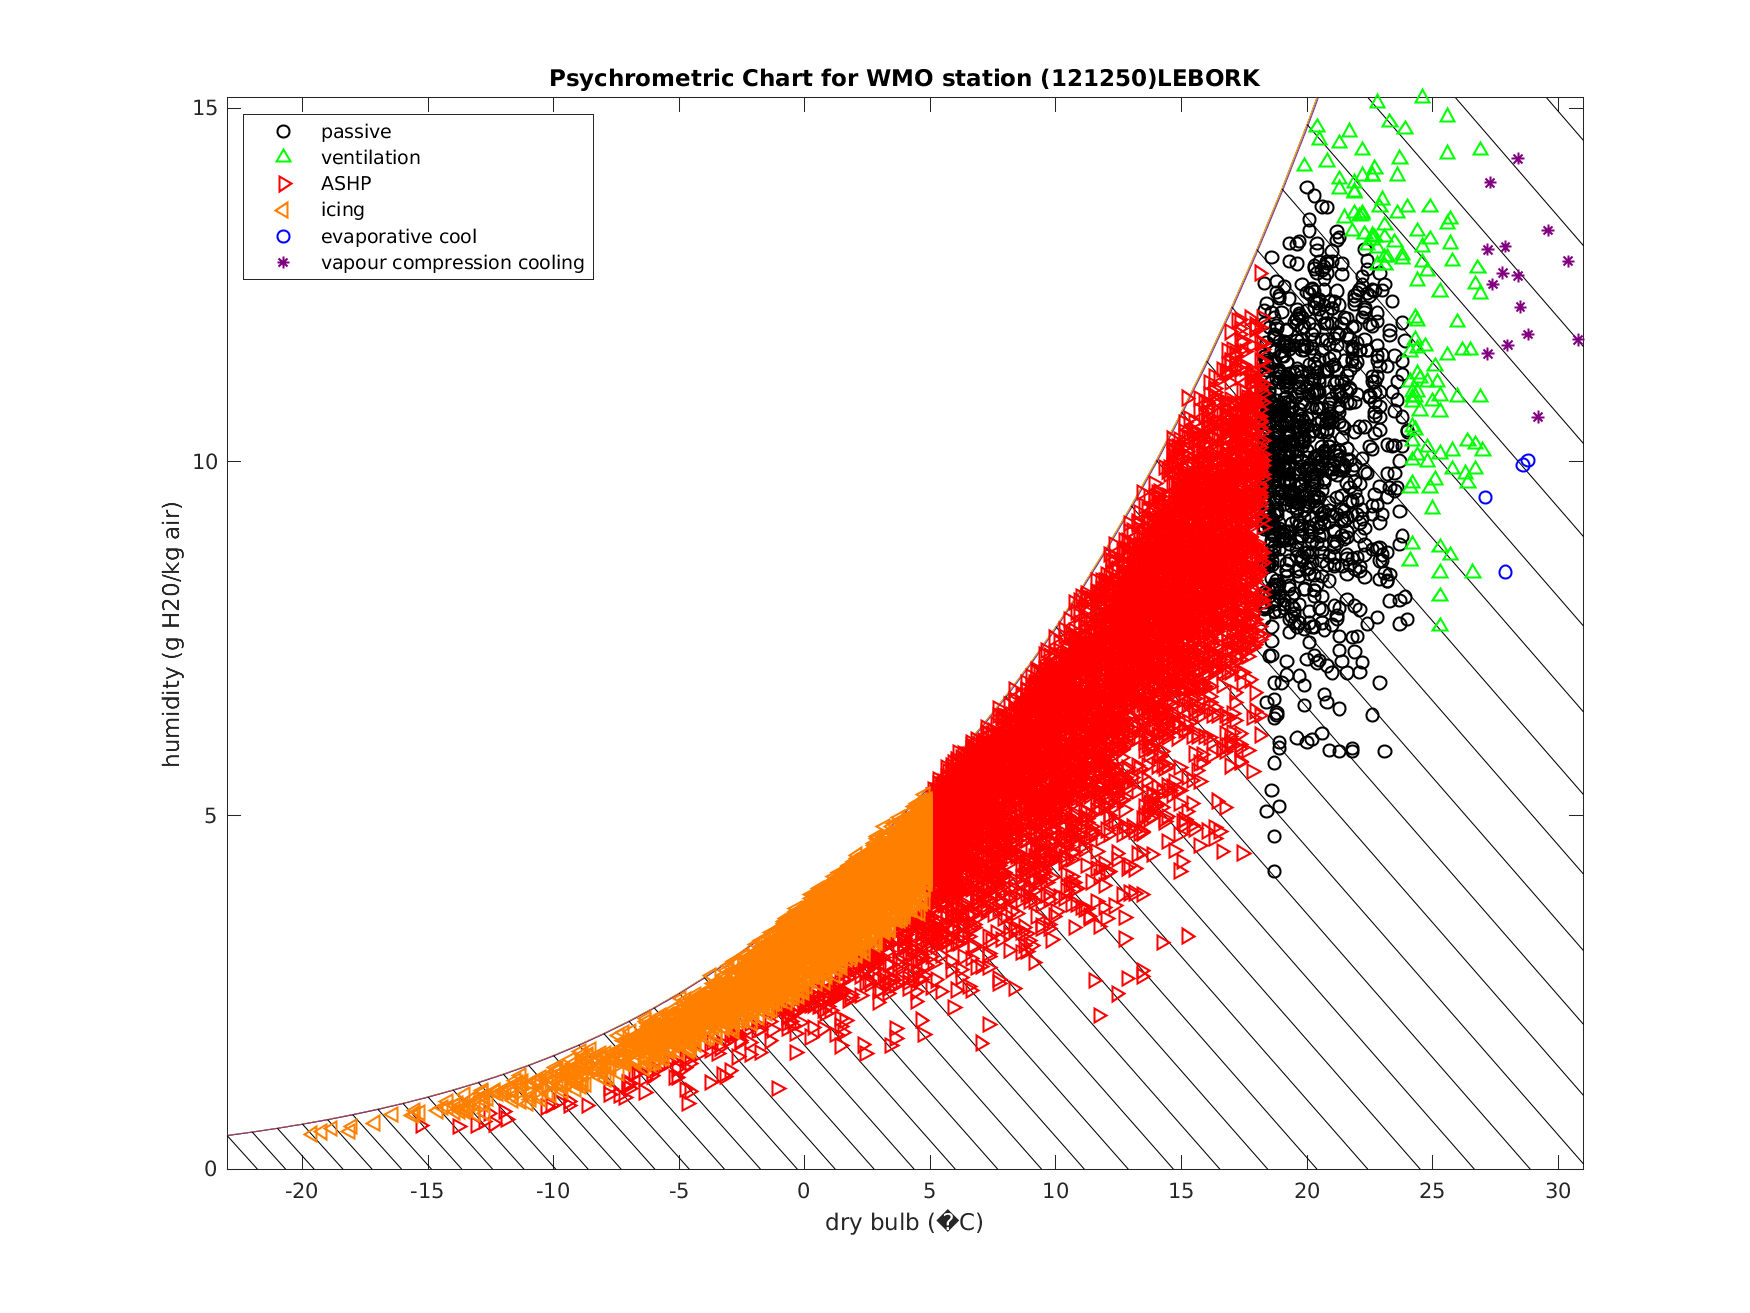 Psychrometric Chart for WMO station (121250)LEBORK
passive
ventilation
ASHP
icing
evaporative cool
vapour compression cooling
humidity (g H20/kg air)
15
10
5
0
-20 -15 -10 -5 0 5 10 15 20 25 30
dry bulb (�C)